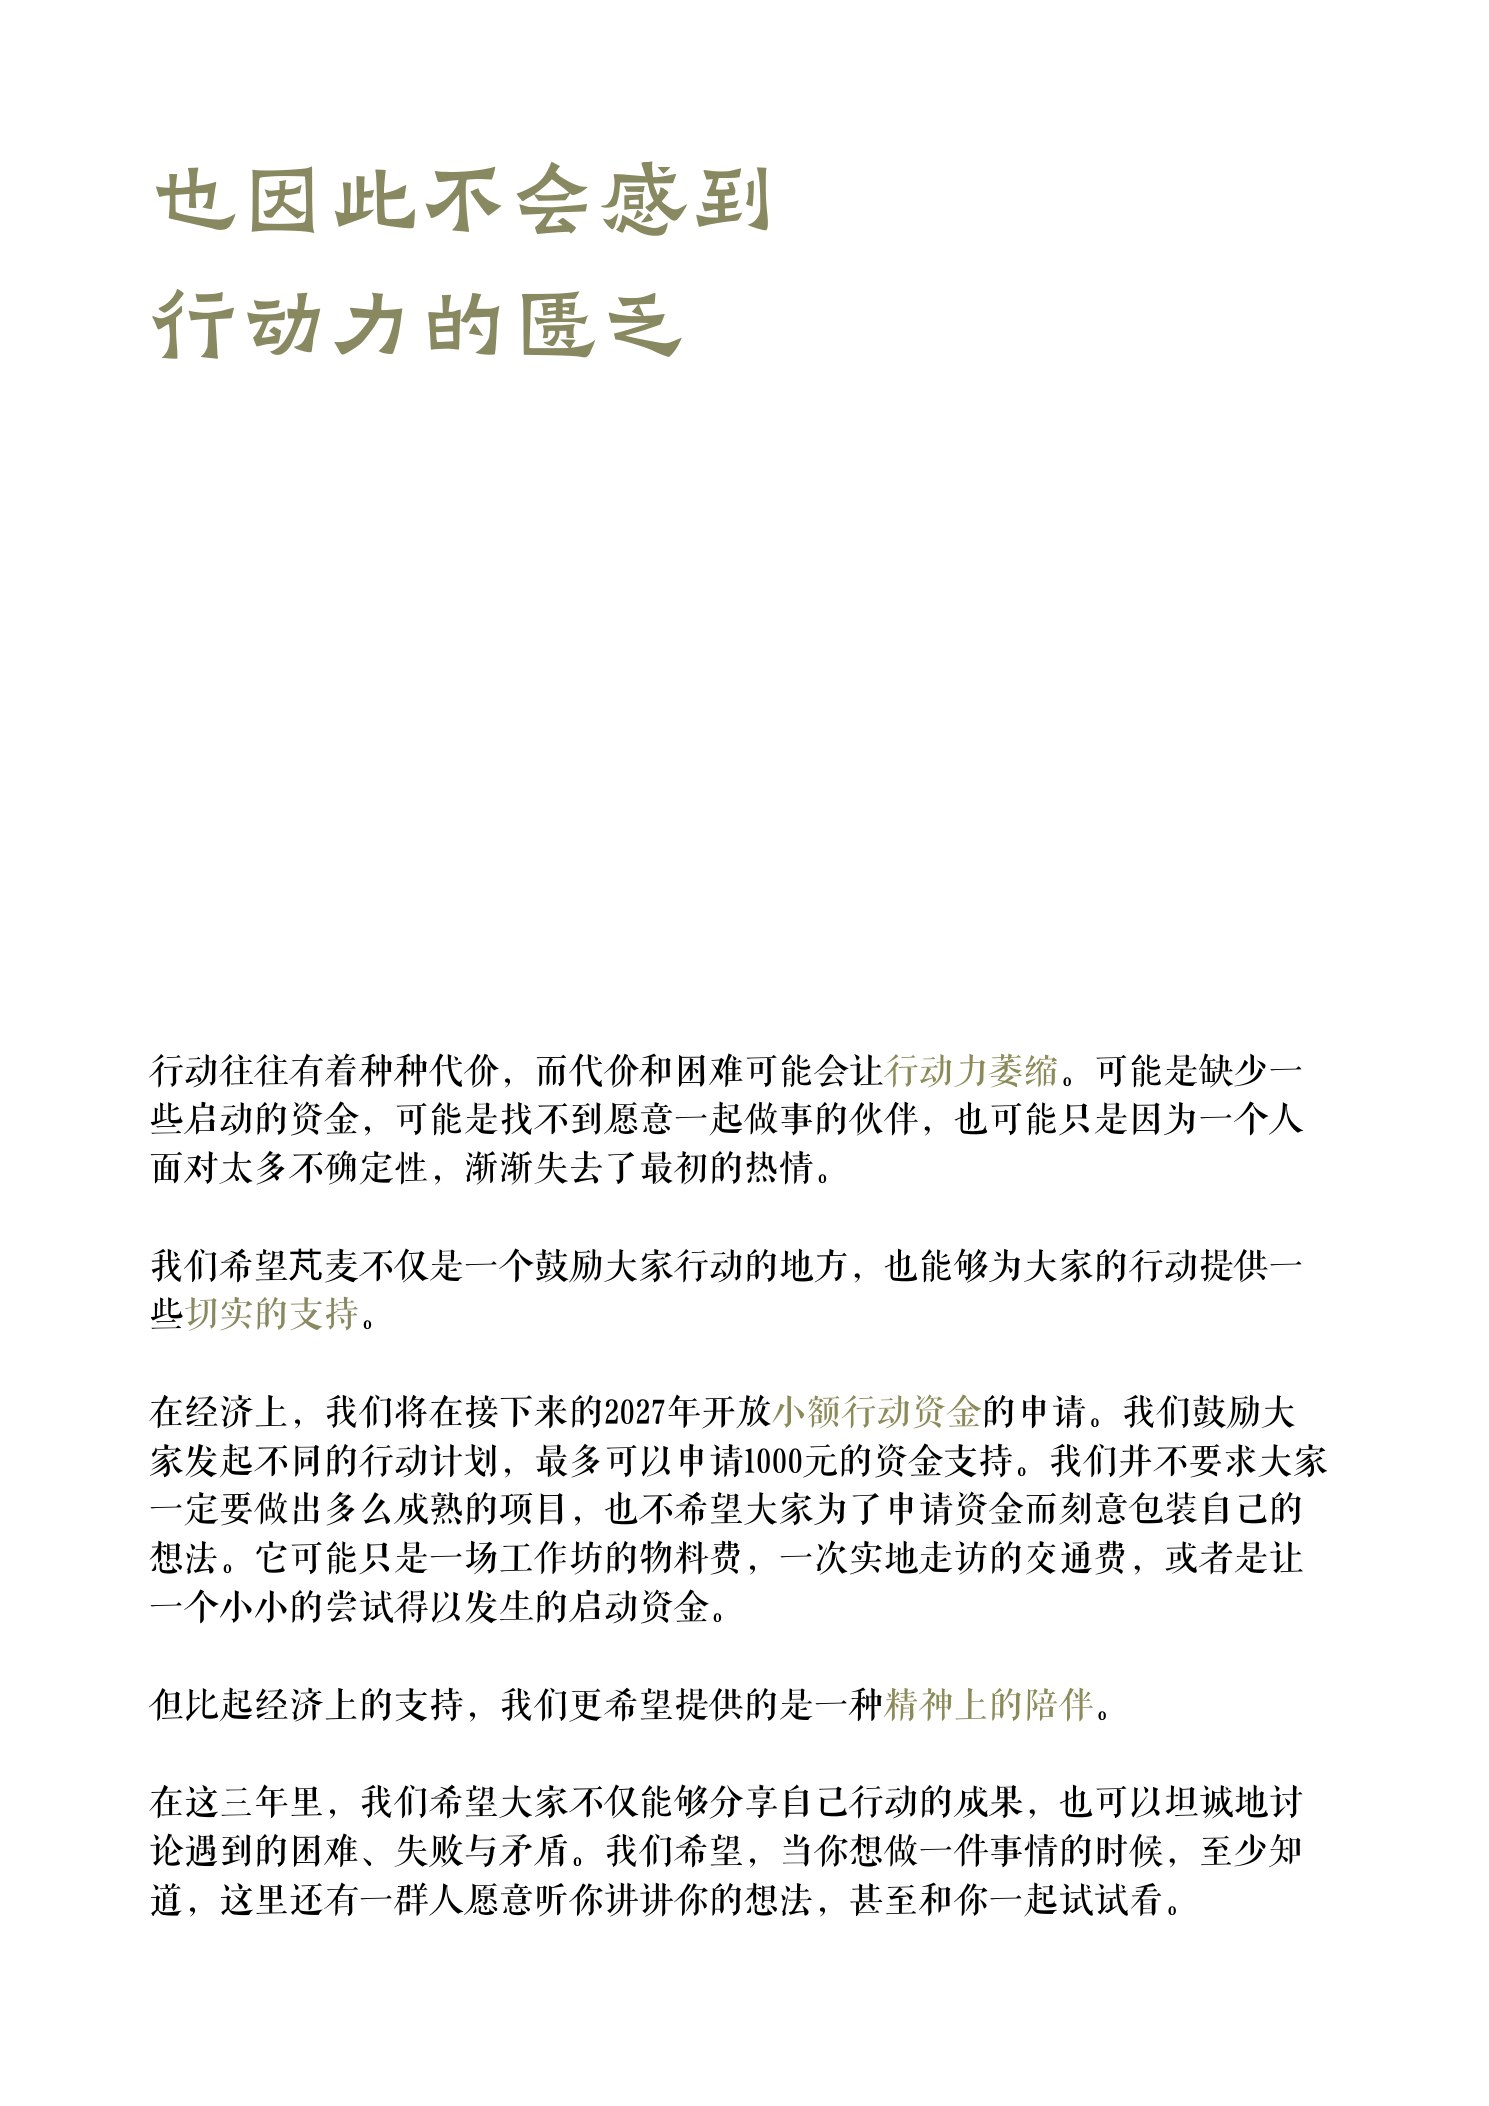 也因此不会感到
行动力的匮乏
行动往往有着种种代价，而代价和困难可能会让行动力萎缩。可能是缺少一
些启动的资金，可能是找不到愿意一起做事的伙伴，也可能只是因为一个人
面对太多不确定性，渐渐失去了最初的热情。
我们希望芃麦不仅是一个鼓励大家行动的地方，也能够为大家的行动提供一
些切实的支持。
在经济上，我们将在接下来的2027年开放小额行动资金的申请。我们鼓励大
家发起不同的行动计划，最多可以申请1000元的资金支持。我们并不要求大家
一定要做出多么成熟的项目，也不希望大家为了申请资金而刻意包装自己的
想法。它可能只是一场工作坊的物料费，一次实地走访的交通费，或者是让
一个小小的尝试得以发生的启动资金。
但比起经济上的支持，我们更希望提供的是一种精神上的陪伴。
在这三年里，我们希望大家不仅能够分享自己行动的成果，也可以坦诚地讨
论遇到的困难、失败与矛盾。我们希望，当你想做一件事情的时候，至少知
道，这里还有一群人愿意听你讲讲你的想法，甚至和你一起试试看。